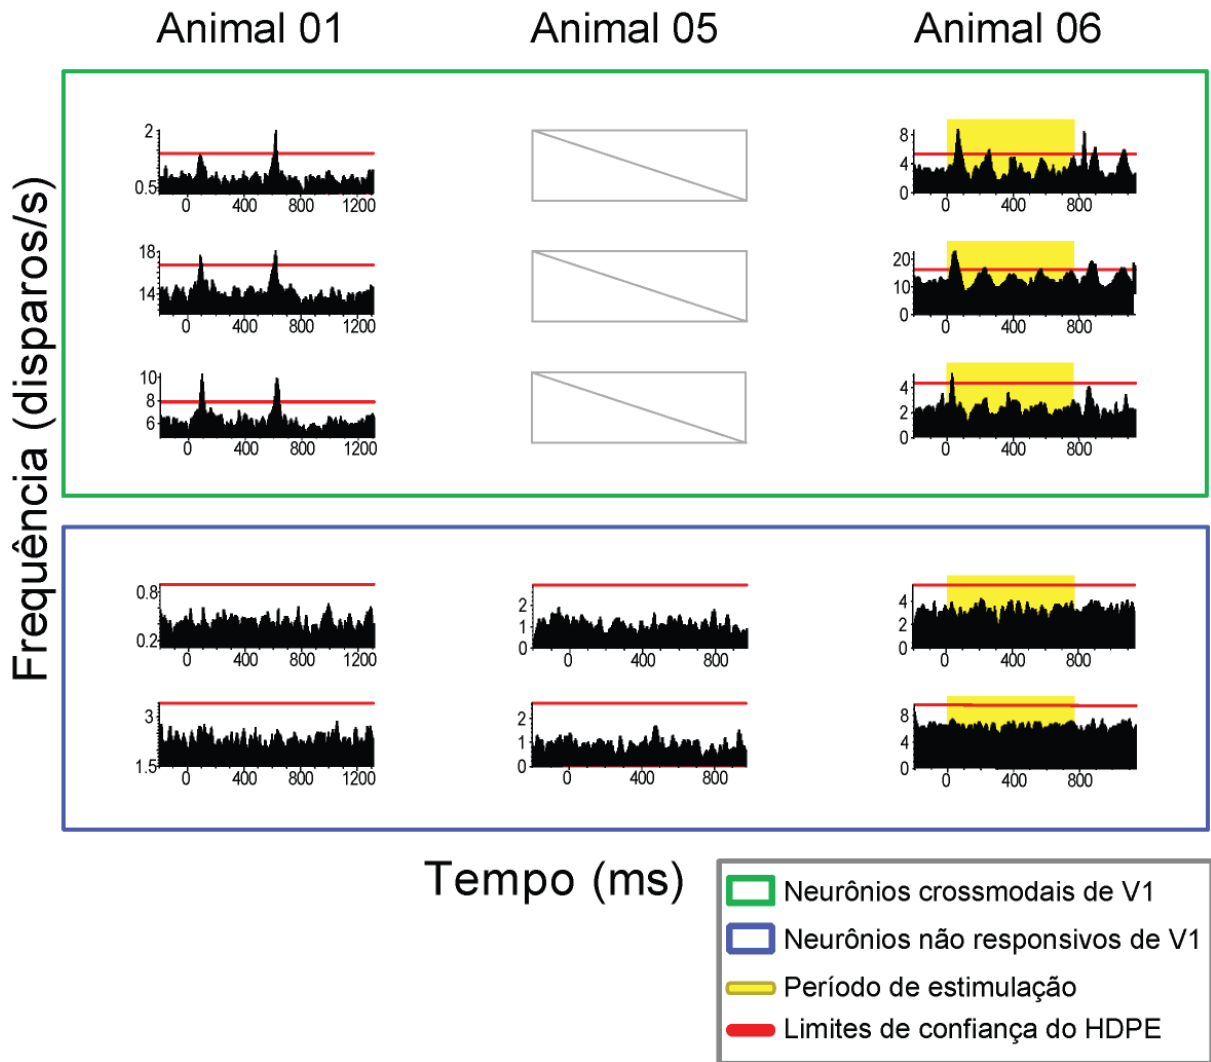 Animal 01 Animal 05 Animal 06
Frequência (disparos/s)
2
0.5
0 400 800 1200
8
4
0
0 400 800
18
14
0 400 800 1200
20
10
0
0 400 800
10
8
6
0 400 800 1200
4
2
0
0 400 800
0.8
0.2
0 400 800 1200
2
1
0
0 400 800
4
2
0
0 400 800
3
1.5
0 400 800 1200
2
1
0
0 400 800
8
4
0
0 400 800
Tempo (ms)
Neurônios crossmodais de V1
Neurônios não responsivos de V1
Período de estimulação
Limites de confiança do HDPE